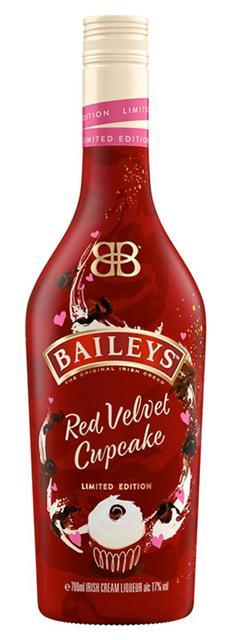 EDITION LIMITED
LIMITED EDITION
BB
BAILEYS
THE ORIGINAL IRISH CREAM
Red Velvet
Cupcake
LIMITED EDITION
e 700ml IRISH CREAM LIQUEUR alc 17% vol